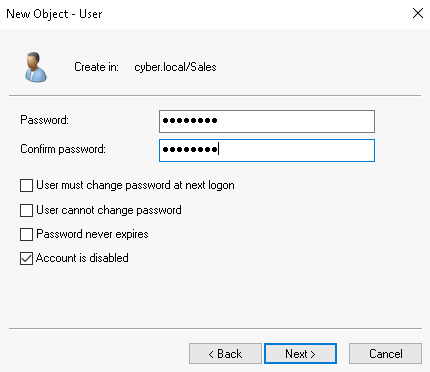 New Object - User
Create in: cyber.local/Sales
Password: ●●●●●●●●
Confirm password: ●●●●●●●●
User must change password at next logon
User cannot change password
Password never expires
Account is disabled
< Back Next > Cancel